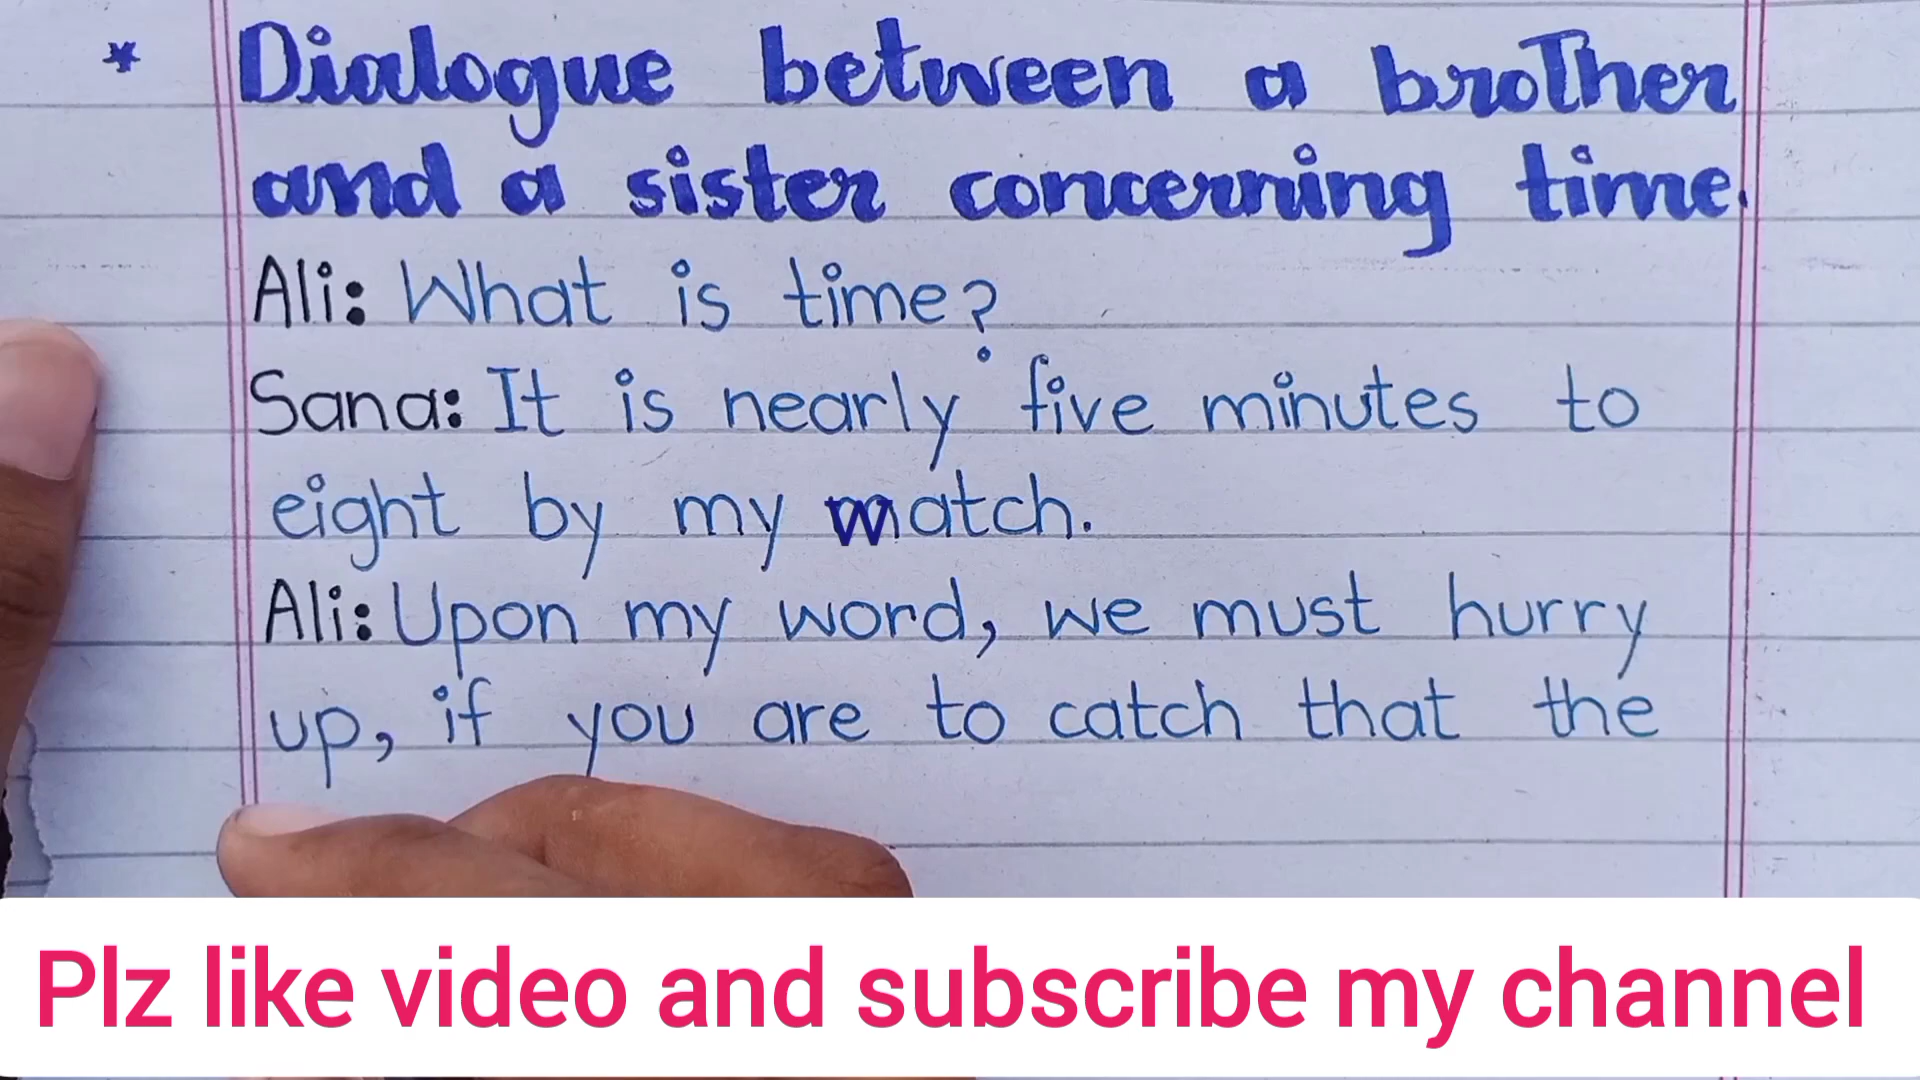 * Dialogue between a brother
and a sister concerning time.
Ali: What is time?
Sana: It is nearly five minutes to
eight by my watch.
Ali: Upon my word, we must hurry
up, if you are to catch that the
Plz like video and subscribe my channel